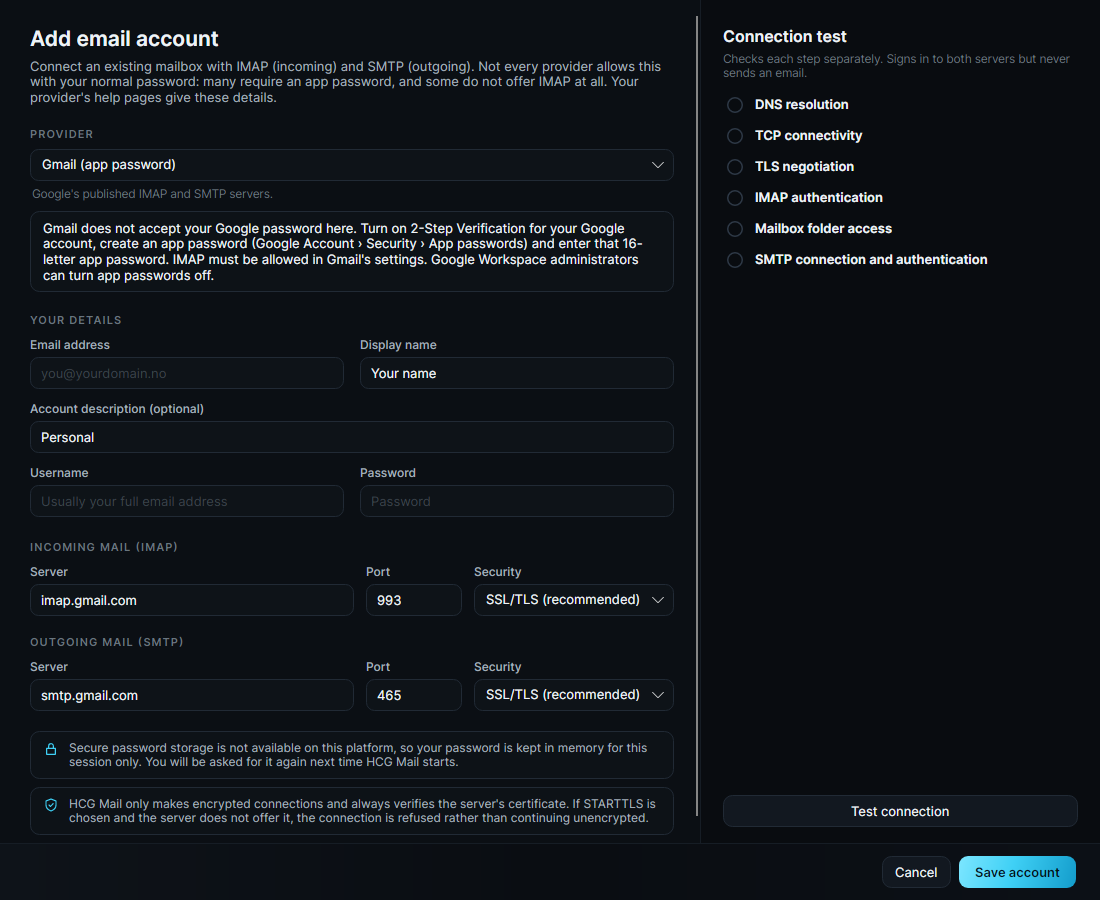 Add email account
Connect an existing mailbox with IMAP (incoming) and SMTP (outgoing). Not every provider allows this
with your normal password: many require an app password, and some do not offer IMAP at all. Your
provider's help pages give these details.
PROVIDER
Gmail (app password)
Google's published IMAP and SMTP servers.
Gmail does not accept your Google password here. Turn on 2-Step Verification for your Google
account, create an app password (Google Account › Security › App passwords) and enter that 16-
letter app password. IMAP must be allowed in Gmail's settings. Google Workspace administrators
can turn app passwords off.
YOUR DETAILS
Email address
Display name
you@yourdomain.no
Your name
Account description (optional)
Personal
Username
Password
Usually your full email address
Password
INCOMING MAIL (IMAP)
Server
Port
Security
imap.gmail.com
993
SSL/TLS (recommended)
OUTGOING MAIL (SMTP)
Server
Port
Security
smtp.gmail.com
465
SSL/TLS (recommended)
Secure password storage is not available on this platform, so your password is kept in memory for this
session only. You will be asked for it again next time HCG Mail starts.
HCG Mail only makes encrypted connections and always verifies the server's certificate. If STARTTLS is
chosen and the server does not offer it, the connection is refused rather than continuing unencrypted.
Connection test
Checks each step separately. Signs in to both servers but never
sends an email.
DNS resolution
TCP connectivity
TLS negotiation
IMAP authentication
Mailbox folder access
SMTP connection and authentication
Test connection
Cancel
Save account